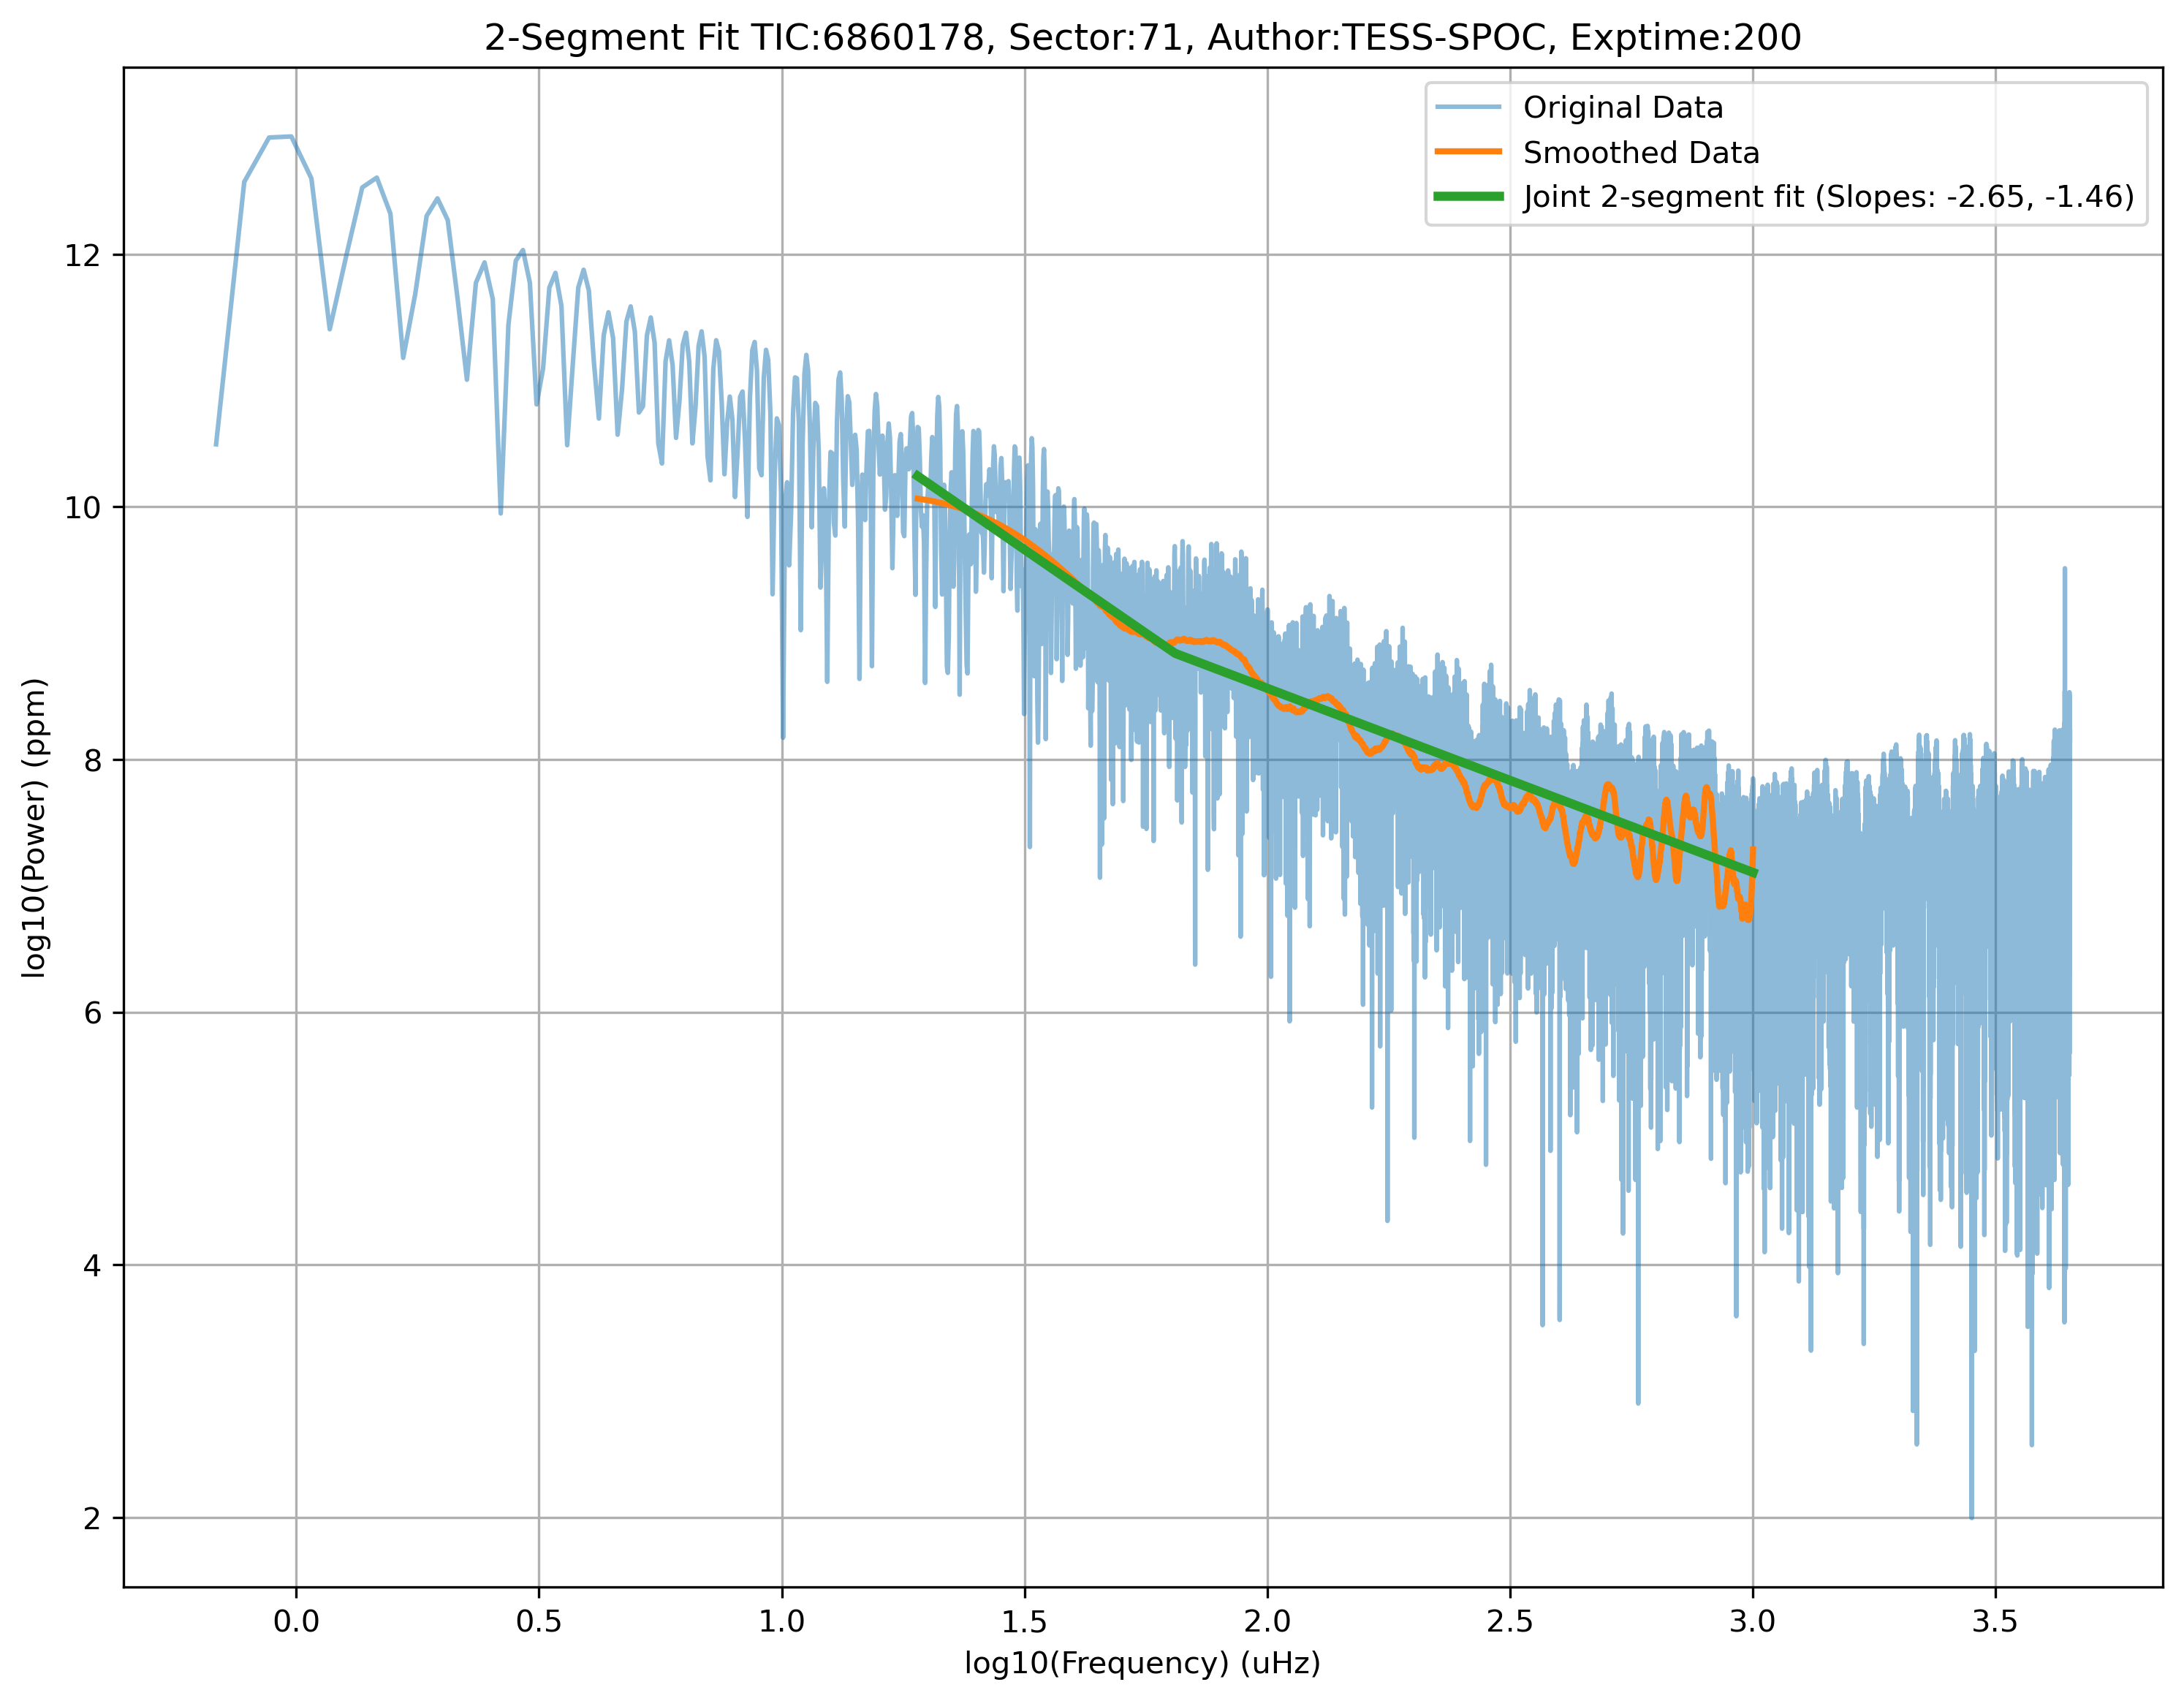 2-Segment Fit TIC:6860178, Sector:71, Author:TESS-SPOC, Exptime:200
Original Data
Smoothed Data
Joint 2-segment fit (Slopes: -2.65, -1.46)
log10(Power) (ppm)
12
10
8
6
4
2
0.0 0.5 1.0 1.5 2.0 2.5 3.0 3.5
log10(Frequency) (uHz)